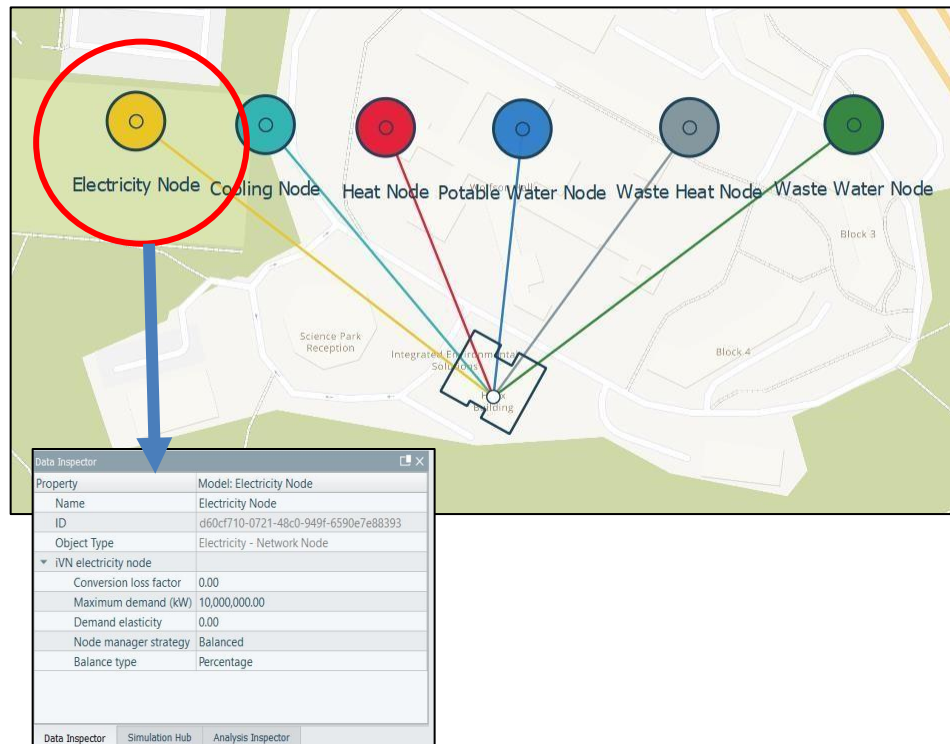 Electricity Node
Cooling Node
Heat Node
Potable Water Node
Waste Heat Node
Waste Water Node
Block 3
Science Park
Reception
Integrated Environmental
Solutions
Block 4
Building
Data Inspector
Property Model: Electricity Node
Name Electricity Node
ID d60cf710-0721-48c0-949f-6590e7e88393
Object Type Electricity - Network Node
iVN electricity node
Conversion loss factor 0.00
Maximum demand (kW) 10,000,000.00
Demand elasticity 0.00
Node manager strategy Balanced
Balance type Percentage
Data Inspector Simulation Hub Analysis Inspector